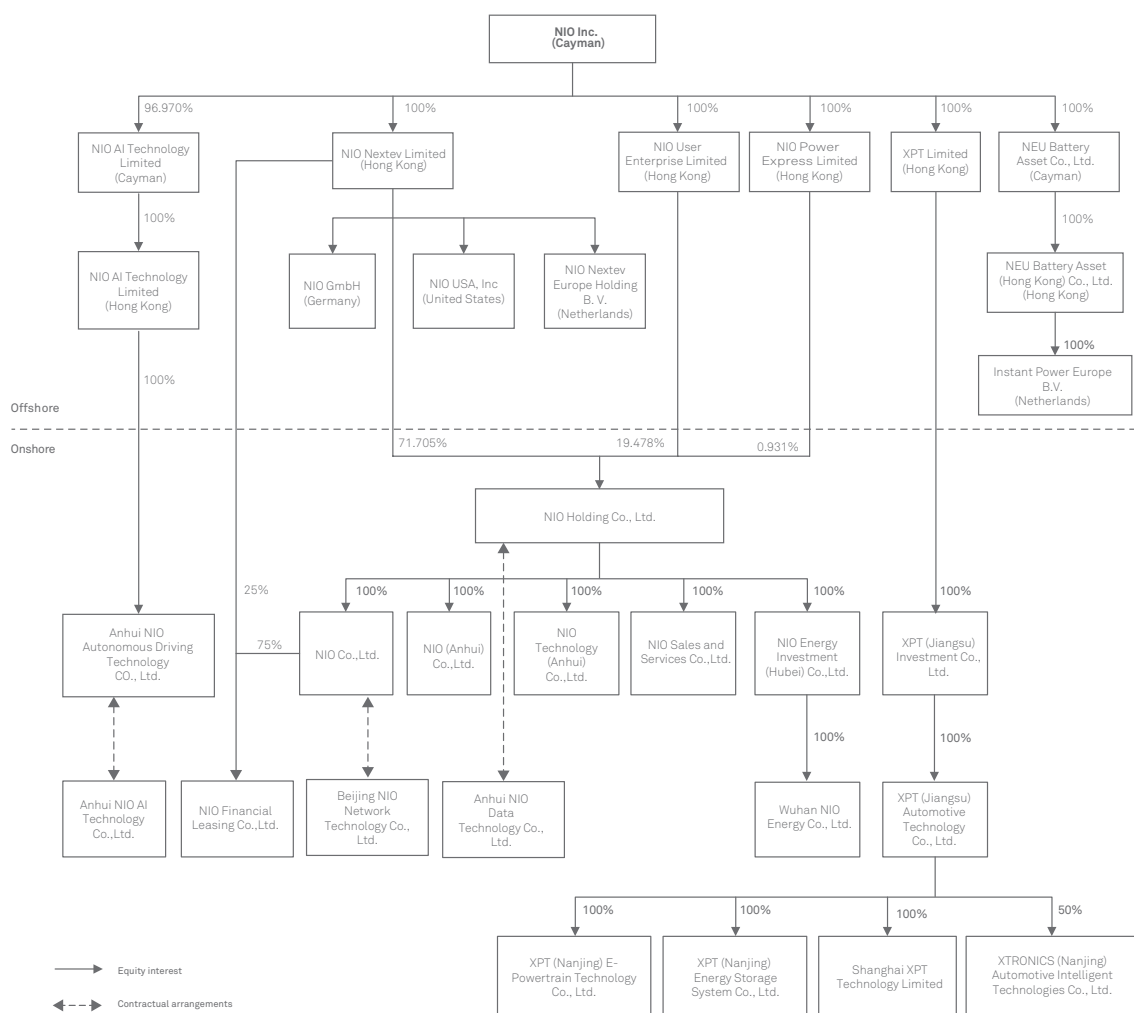 NIO Inc.
(Cayman)
96.970%
100%
100%
100%
100%
100%
NIO AI Technology
Limited
(Cayman)
NIO Nextev Limited
(Hong Kong)
NIO User
Enterprise Limited
(Hong Kong)
NIO Power
Express Limited
(Hong Kong)
XPT Limited
(Hong Kong)
NEU Battery
Asset Co., Ltd.
(Cayman)
100%
100%
NIO AI Technology
Limited
(Hong Kong)
NIO GmbH
(Germany)
NIO USA, Inc
(United States)
NIO Nextev
Europe Holding
B. V.
(Netherlands)
NEU Battery Asset
(Hong Kong) Co., Ltd.
(Hong Kong)
100%
100%
Instant Power Europe
B.V.
(Netherlands)
Offshore
Onshore
71.705%
19.478%
0.931%
NIO Holding Co., Ltd.
25%
100%
100%
100%
100%
100%
100%
75%
Anhui NIO
Autonomous Driving
Technology
CO., Ltd.
NIO Co.,Ltd.
NIO (Anhui)
Co.,Ltd.
NIO
Technology
(Anhui)
Co.,Ltd.
NIO Sales and
Services Co.,Ltd.
NIO Energy
Investment
(Hubei) Co.,Ltd.
XPT (Jiangsu)
Investment Co.,
Ltd.
100%
100%
Anhui NIO AI
Technology
Co.,Ltd.
NIO Financial
Leasing Co.,Ltd.
Beijing NIO
Network
Technology Co.,
Ltd.
Anhui NIO
Data
Technology Co.,
Ltd.
Wuhan NIO
Energy Co., Ltd.
XPT (Jiangsu)
Automotive
Technology
Co., Ltd.
100%
100%
100%
50%
XPT (Nanjing) E-
Powertrain Technology
Co., Ltd.
XPT (Nanjing)
Energy Storage
System Co., Ltd.
Shanghai XPT
Technology Limited
XTRONICS (Nanjing)
Automotive Intelligent
Technologies Co., Ltd.
Equity interest
Contractual arrangements